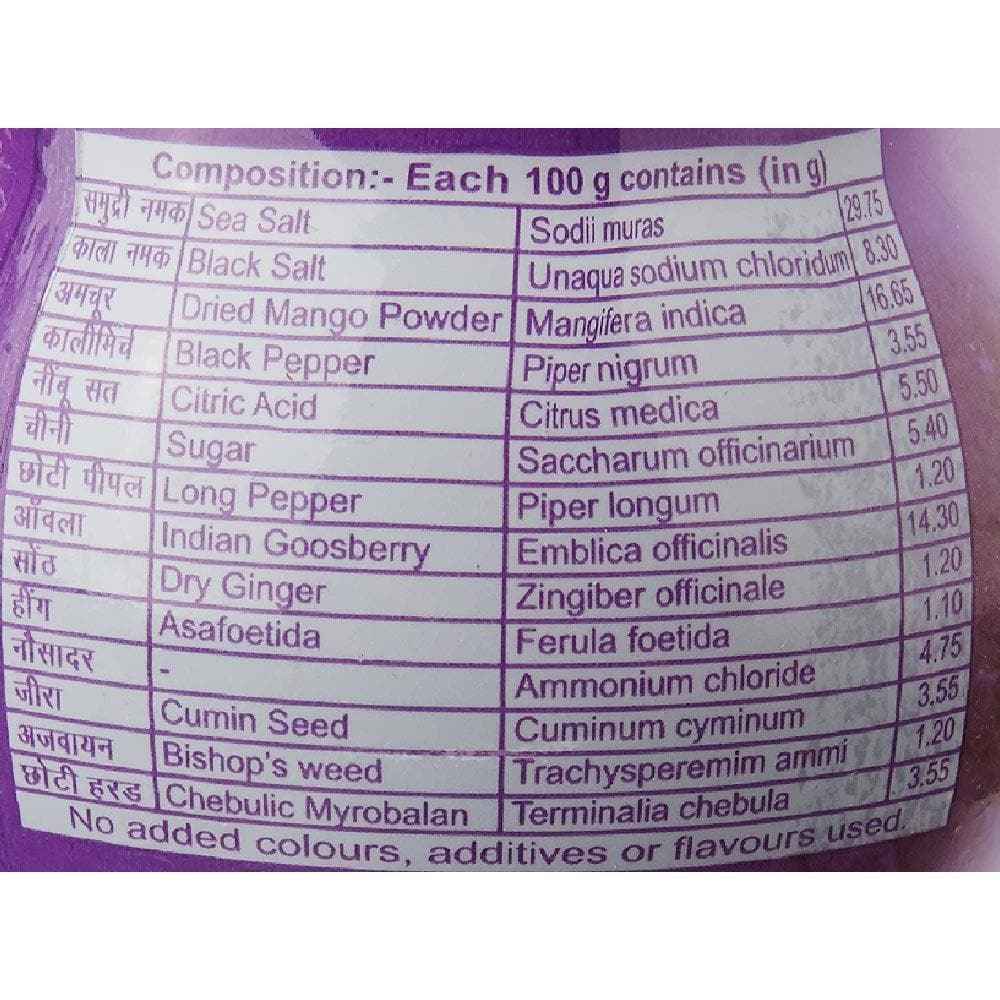 Composition:- Each 100 g contains (in g)
समुद्री नमक Sea Salt Sodii muras 29.75
काला नमक Black Salt Unaqua sodium chloridum 8.30
अमचूर Dried Mango Powder Mangifera indica 16.65
कालीमिर्च Black Pepper Piper nigrum 3.55
नींबू सत Citric Acid Citrus medica 5.50
चीनी Sugar Saccharum officinarium 5.40
छोटी पीपल Long Pepper Piper longum 1.20
आँवला Indian Goosberry Emblica officinalis 14.30
सोंठ Dry Ginger Zingiber officinale 1.20
हींग Asafoetida Ferula foetida 1.10
नौसादर - Ammonium chloride 4.75
जीरा Cumin Seed Cuminum cyminum 3.55
अजवायन Bishop's weed Trachysperemim ammi 1.20
छोटी हरड Chebulic Myrobalan Terminalia chebula 3.55
No added colours, additives or flavours used.